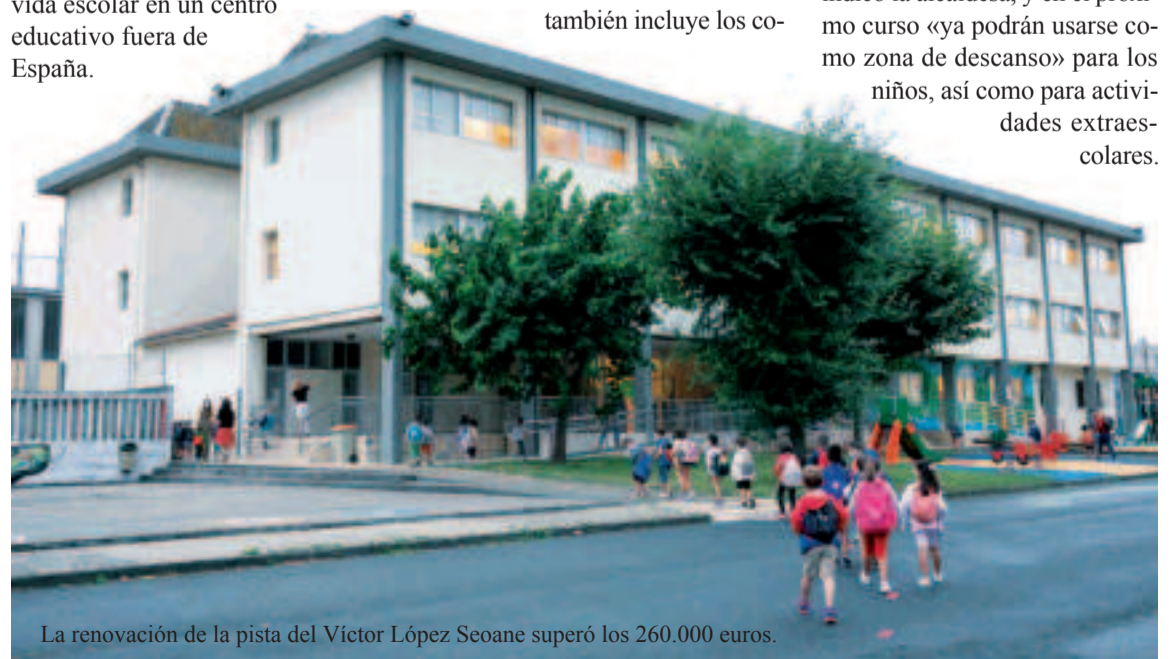 vida escolar en un centro
educativo fuera de
España.
también incluye los co-
mo curso «ya podrán usarse co-
mo zona de descanso» para los
niños, así como para activi-
dades extraes-
colares.
La renovación de la pista del Víctor López Seoane superó los 260.000 euros.